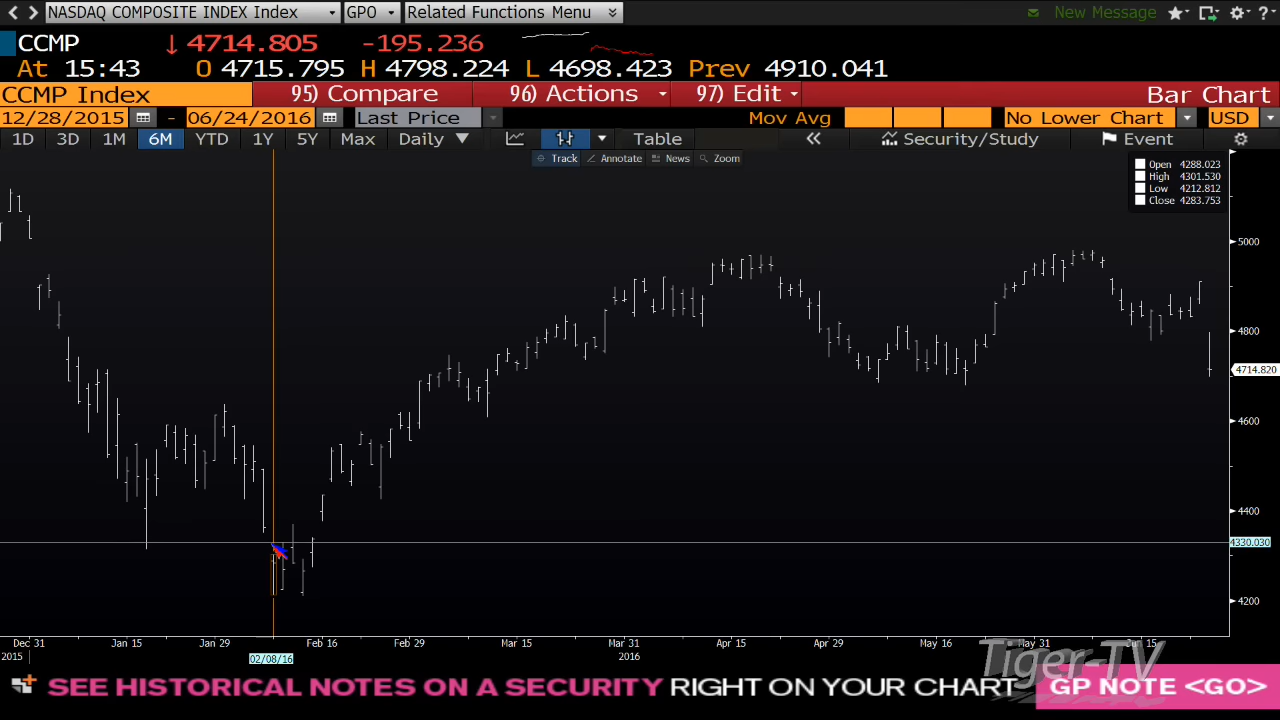 NASDAQ COMPOSITE INDEX Index GPO Related Functions Menu New Message ?
CCMP 4714.805 -195.236
At 15:43 O 4715.795 H 4798.224 L 4698.423 Prev 4910.041
CCMP Index 95) Compare 96) Actions 97) Edit Bar Chart
12/28/2015 - 06/24/2016 Last Price Mov Avg No Lower Chart USD
1D 3D 1M 6M YTD 1Y 5Y Max Daily Table Security/Study Event
Track Annotate News Zoom
Open 4288.023
High 4301.530
Low 4212.812
Close 4283.753
5000
4800
4714.820
4600
4400
4330.030
4200
Dec 31 Jan 15 Jan 29 Feb 16 Feb 29 Mar 15 Mar 31 Apr 15 Apr 29 May 16 May 31 Jun 15
2015 02/08/16 2016
Tiger-TV
SEE HISTORICAL NOTES ON A SECURITY RIGHT ON YOUR CHART GP NOTE <GO>